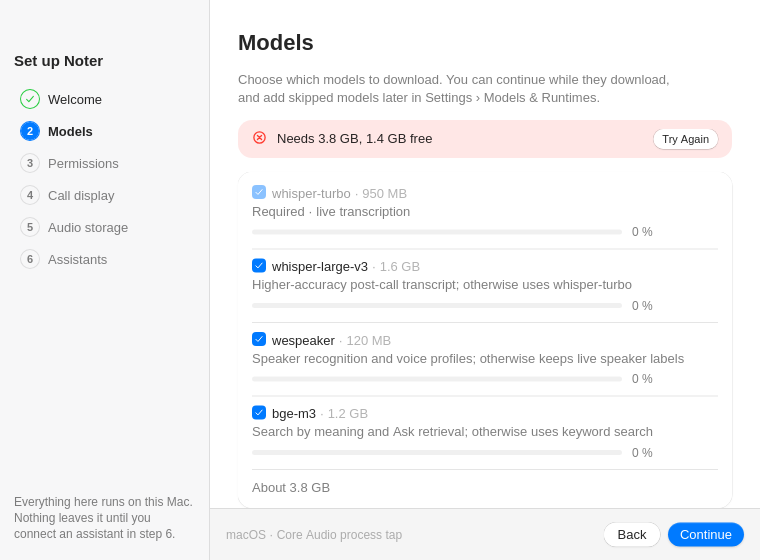 Set up Noter
Welcome
2 Models
3 Permissions
4 Call display
5 Audio storage
6 Assistants
Everything here runs on this Mac.
Nothing leaves it until you
connect an assistant in step 6.
Models
Choose which models to download. You can continue while they download,
and add skipped models later in Settings › Models & Runtimes.
Needs 3.8 GB, 1.4 GB free
Try Again
whisper-turbo · 950 MB
Required · live transcription
0 %
whisper-large-v3 · 1.6 GB
Higher-accuracy post-call transcript; otherwise uses whisper-turbo
0 %
wespeaker · 120 MB
Speaker recognition and voice profiles; otherwise keeps live speaker labels
0 %
bge-m3 · 1.2 GB
Search by meaning and Ask retrieval; otherwise uses keyword search
0 %
About 3.8 GB
macOS · Core Audio process tap
Back
Continue